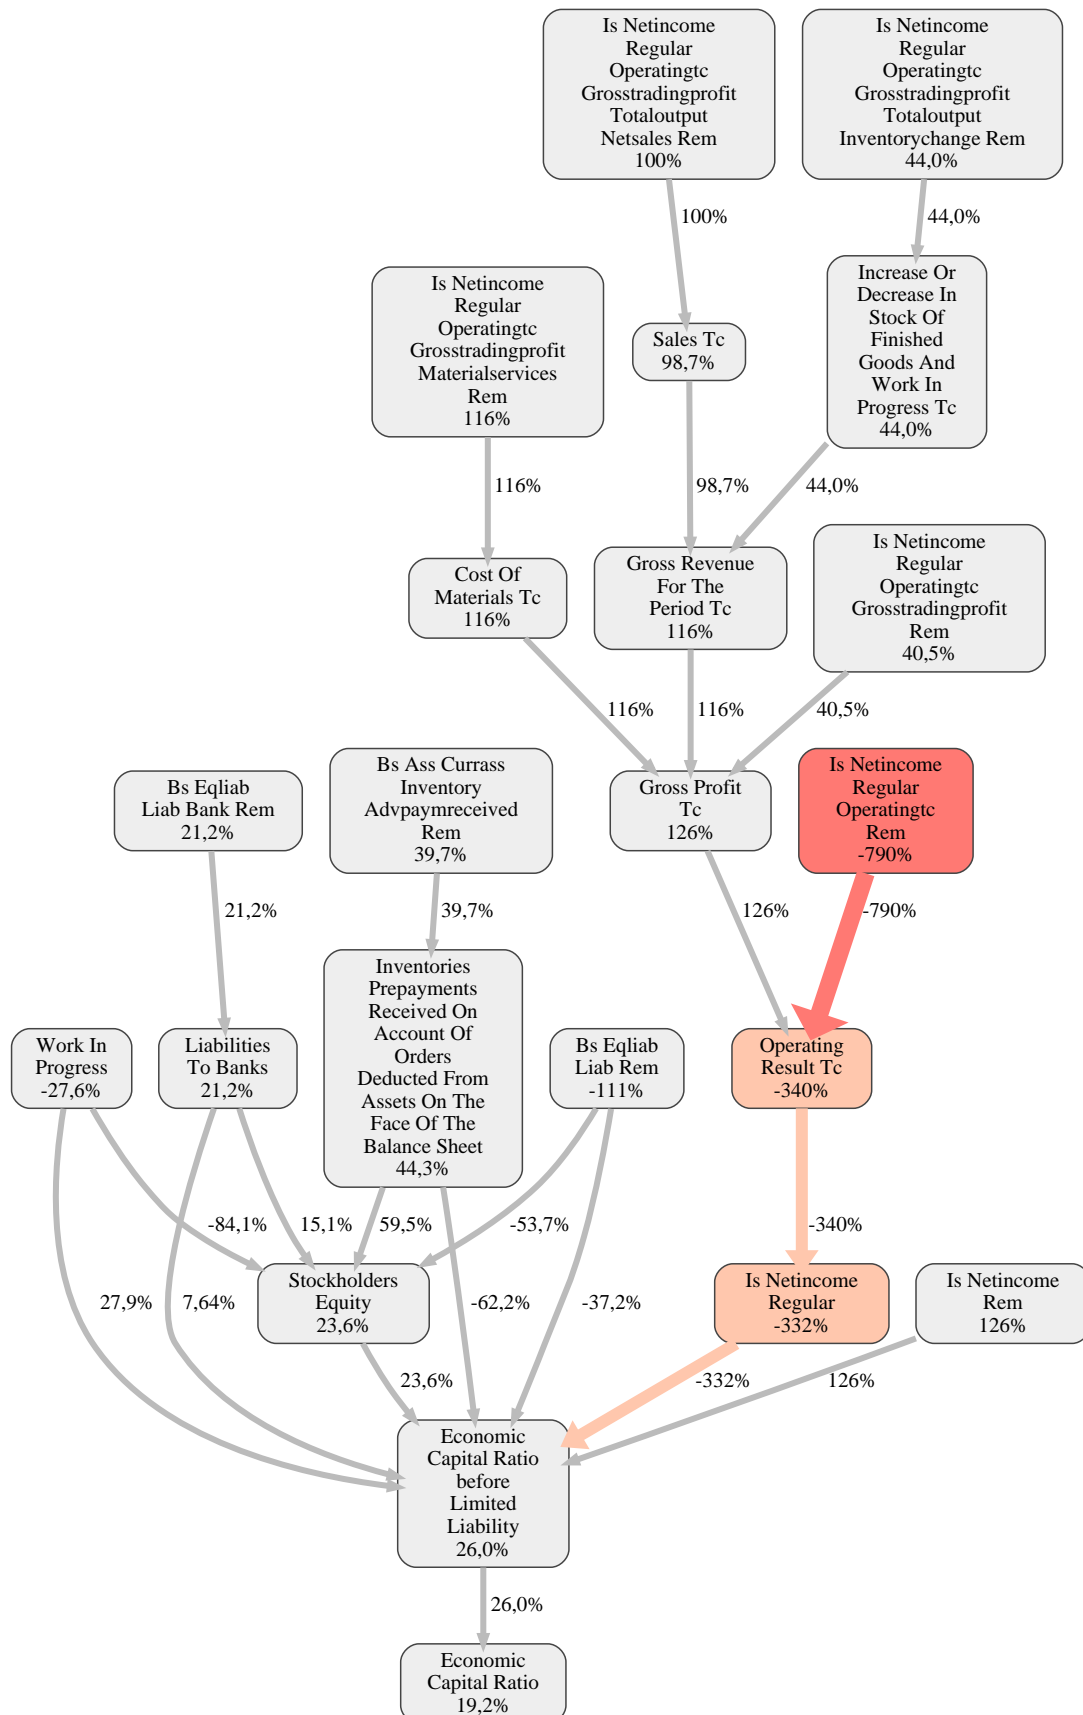 Is Netincome
Regular
Operatingtc
Grosstradingprofit
Totaloutput
Netsales Rem
100%
Is Netincome
Regular
Operatingtc
Grosstradingprofit
Totaloutput
Inventorychange Rem
44,0%
100%
44,0%
Is Netincome
Regular
Operatingtc
Grosstradingprofit
Materialservices
Rem
116%
Sales Tc
98,7%
Increase Or
Decrease In
Stock Of
Finished
Goods And
Work In
Progress Tc
44,0%
116%
98,7%
44,0%
Cost Of
Materials Tc
116%
Gross Revenue
For The
Period Tc
116%
Is Netincome
Regular
Operatingtc
Grosstradingprofit
Rem
40,5%
116%
116%
40,5%
Bs Eqliab
Liab Bank Rem
21,2%
Bs Ass Currass
Inventory
Advpaymreceived
Rem
39,7%
Gross Profit
Tc
126%
Is Netincome
Regular
Operatingtc
Rem
-790%
21,2%
39,7%
126%
-790%
Work In
Progress
-27,6%
Liabilities
To Banks
21,2%
Inventories
Prepayments
Received On
Account Of
Orders
Deducted From
Assets On The
Face Of The
Balance Sheet
44,3%
Bs Eqliab
Liab Rem
-111%
Operating
Result Tc
-340%
-84,1%
15,1%
59,5%
-53,7%
-340%
Stockholders
Equity
23,6%
Is Netincome
Regular
-332%
Is Netincome
Rem
126%
27,9%
7,64%
-62,2%
-37,2%
23,6%
-332%
126%
Economic
Capital Ratio
before
Limited
Liability
26,0%
26,0%
Economic
Capital Ratio
19,2%